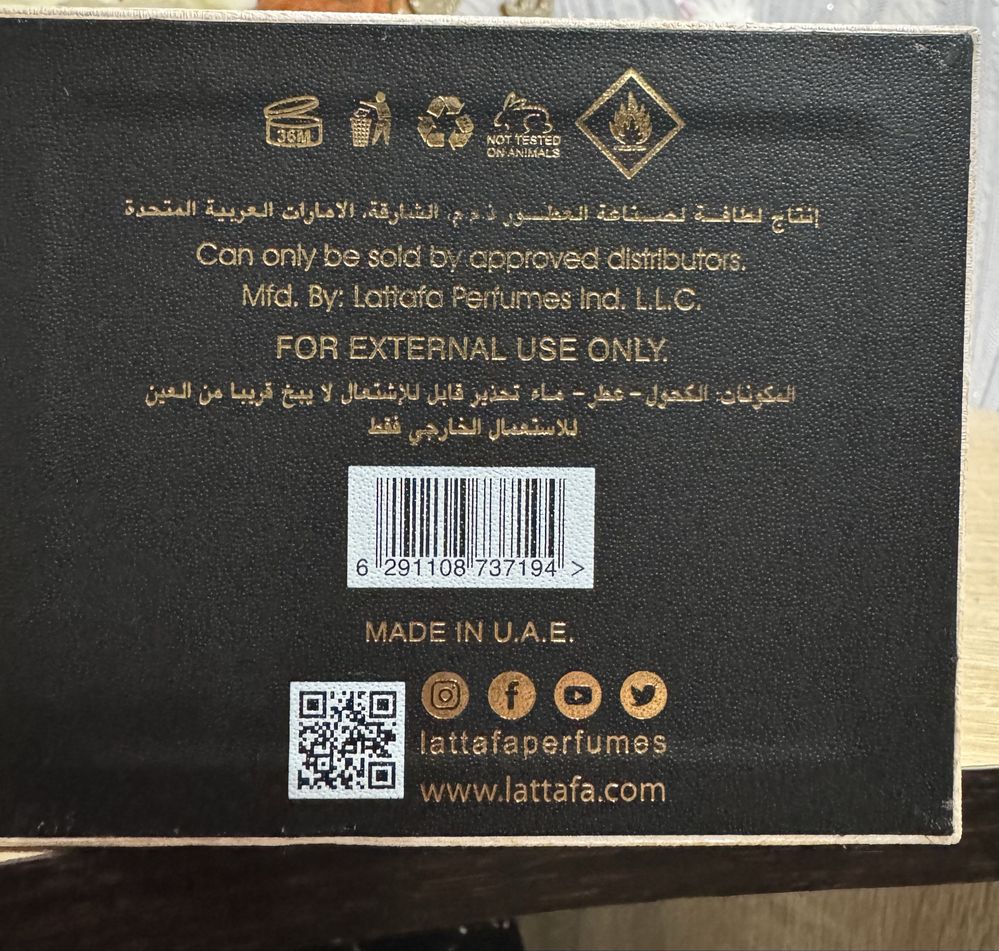 36M
NOT TESTED
ON ANIMALS
إنتاج لطافة لصناعة العطور ذ.م.م. الشارقة، الامارات العربية المتحدة
Can only be sold by approved distributors.
Mfd. By: Lattafa Perfumes Ind. L.L.C.
FOR EXTERNAL USE ONLY.
المكونات: الكحول - عطر - ماء تحذير قابل للإشتعال لا يبخ قريبا من العين
للاستعمال الخارجي فقط
6 291108 737194 >
MADE IN U.A.E.
lattafaperfumes
www.lattafa.com